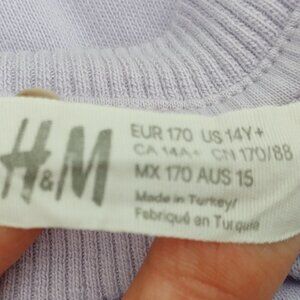 H&M
EUR 170 US 14Y+
CA 14A+ CN 170/88
MX 170 AUS 15
Made in Turkey/
Fabriqué en Turquie